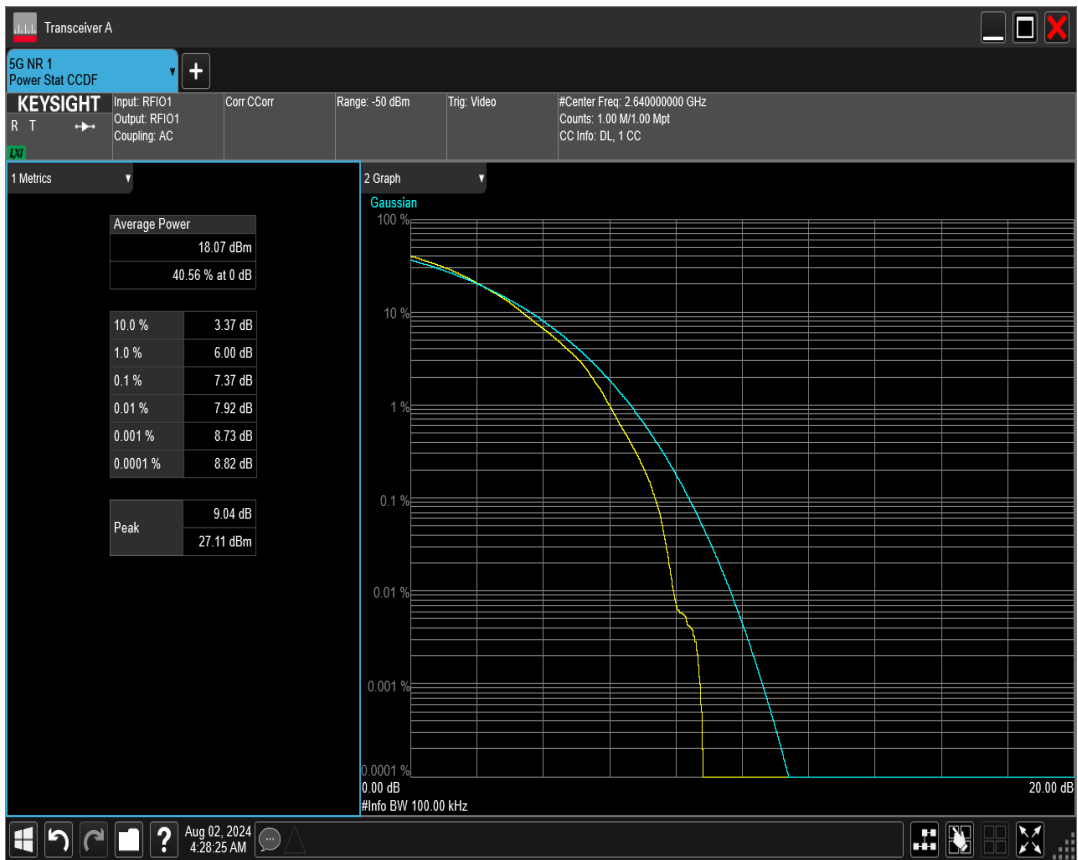 Transceiver A
5G NR 1
Power Stat CCDF
+
KEYSIGHT
R T
LXI
Input: RFIO1
Output: RFIO1
Coupling: AC
Corr CCorr
Range: -50 dBm
Trig: Video
#Center Freq: 2.640000000 GHz
Counts: 1.00 M/1.00 Mpt
CC Info: DL, 1 CC
1 Metrics
Average Power
18.07 dBm
40.56 % at 0 dB
10.0 % 3.37 dB
1.0 % 6.00 dB
0.1 % 7.37 dB
0.01 % 7.92 dB
0.001 % 8.73 dB
0.0001 % 8.82 dB
Peak
9.04 dB
27.11 dBm
2 Graph
Gaussian
100 %
10 %
1 %
0.1 %
0.01 %
0.001 %
0.0001 %
0.00 dB 20.00 dB
#Info BW 100.00 kHz
?
Aug 02, 2024
4:28:25 AM